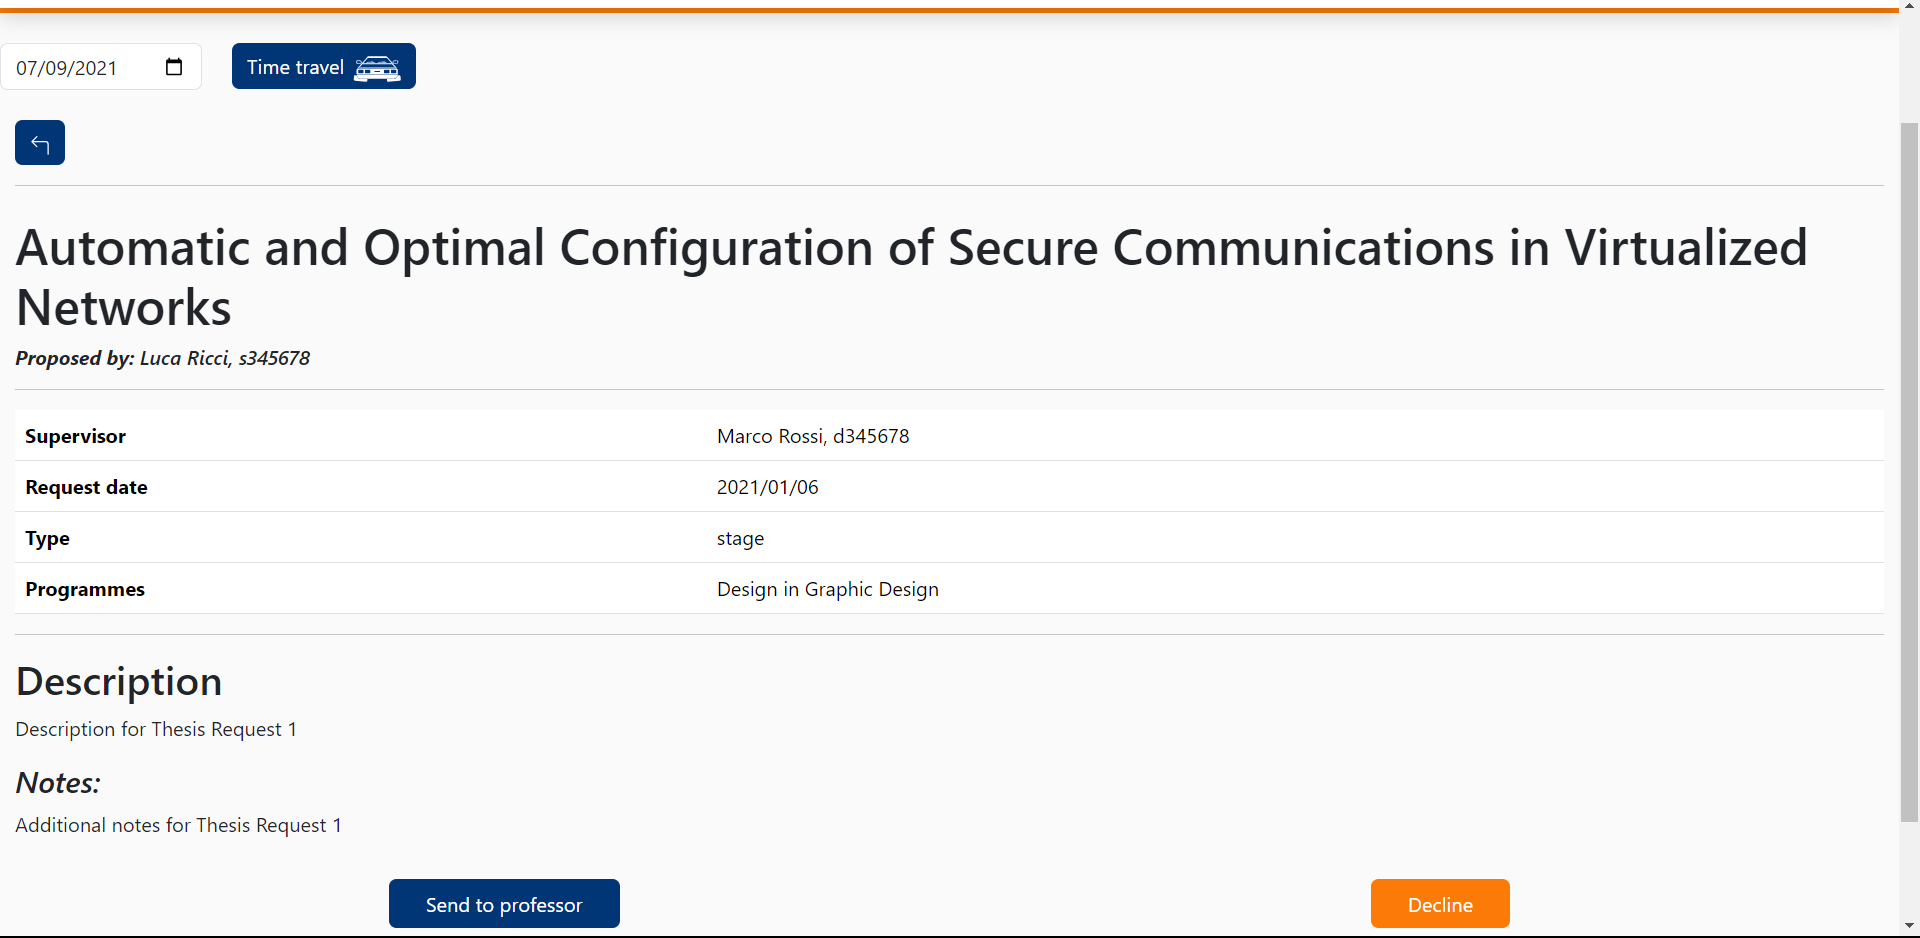 07/09/2021
Time travel
Automatic and Optimal Configuration of Secure Communications in Virtualized
Networks
Proposed by: Luca Ricci, s345678
Supervisor Marco Rossi, d345678
Request date 2021/01/06
Type stage
Programmes Design in Graphic Design
Description
Description for Thesis Request 1
Notes:
Additional notes for Thesis Request 1
Send to professor Decline